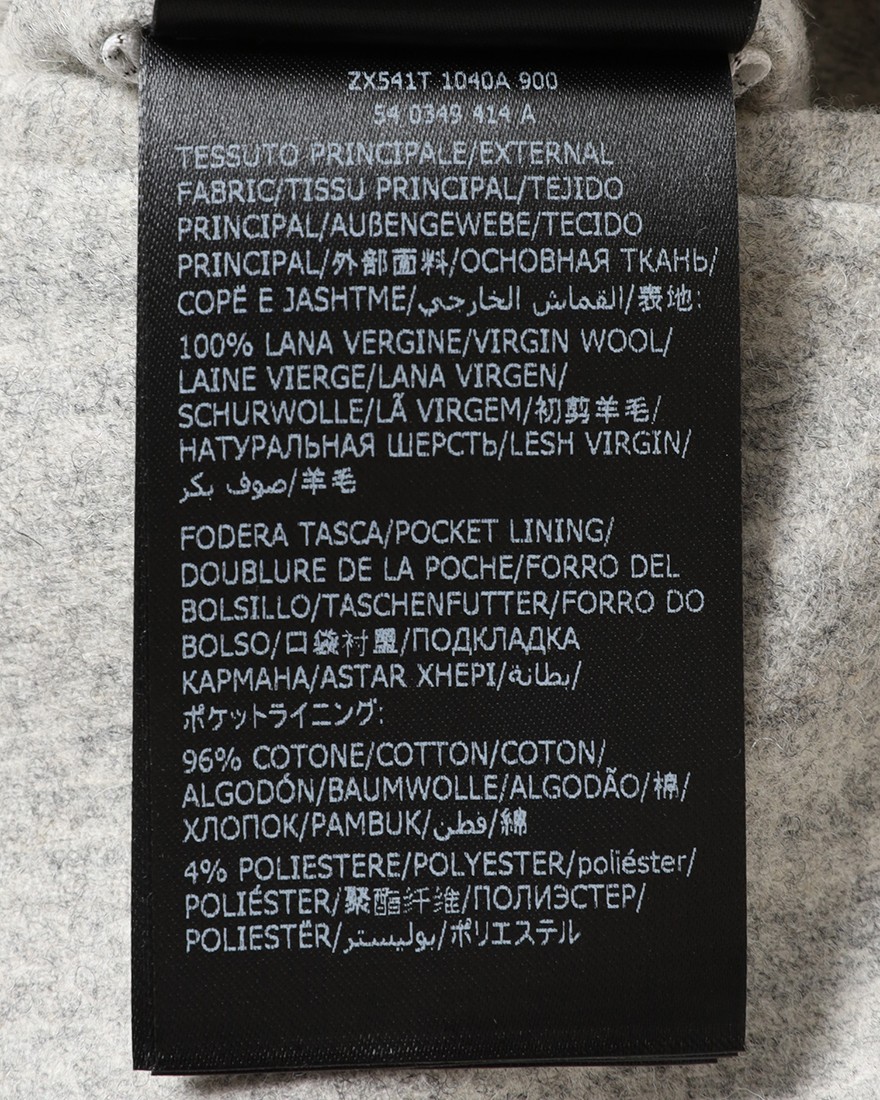 ZX541T 1040A 900
54 0349 414 A
TESSUTO PRINCIPALE/EXTERNAL
FABRIC/TISSU PRINCIPAL/TEJIDO
PRINCIPAL/AUßENGEWEBE/TECIDO
PRINCIPAL/外部面料/ОСНОВНАЯ ТКАНЬ/
COPË E JASHTME/القماش الخارجي/表地:
100% LANA VERGINE/VIRGIN WOOL/
LAINE VIERGE/LANA VIRGEN/
SCHURWOLLE/LÃ VIRGEM/初剪羊毛/
НАТУРАЛЬНАЯ ШЕРСТЬ/LESH VIRGIN/
صوف بكر/羊毛
FODERA TASCA/POCKET LINING/
DOUBLURE DE LA POCHE/FORRO DEL
BOLSILLO/TASCHENFUTTER/FORRO DO
BOLSO/口袋衬里/ПОДКЛАДКА
КАРМАНА/ASTAR XHEPI/بطانة/
ポケットライニング:
96% COTONE/COTTON/COTON/
ALGODÓN/BAUMWOLLE/ALGODÃO/棉/
ХЛОПОК/PAMBUK/قطن/綿
4% POLIESTERE/POLYESTER/poliéster/
POLIÉSTER/聚酯纤维/ПОЛИЭСТЕР/
POLIESTËR/بوليستر/ポリエステル